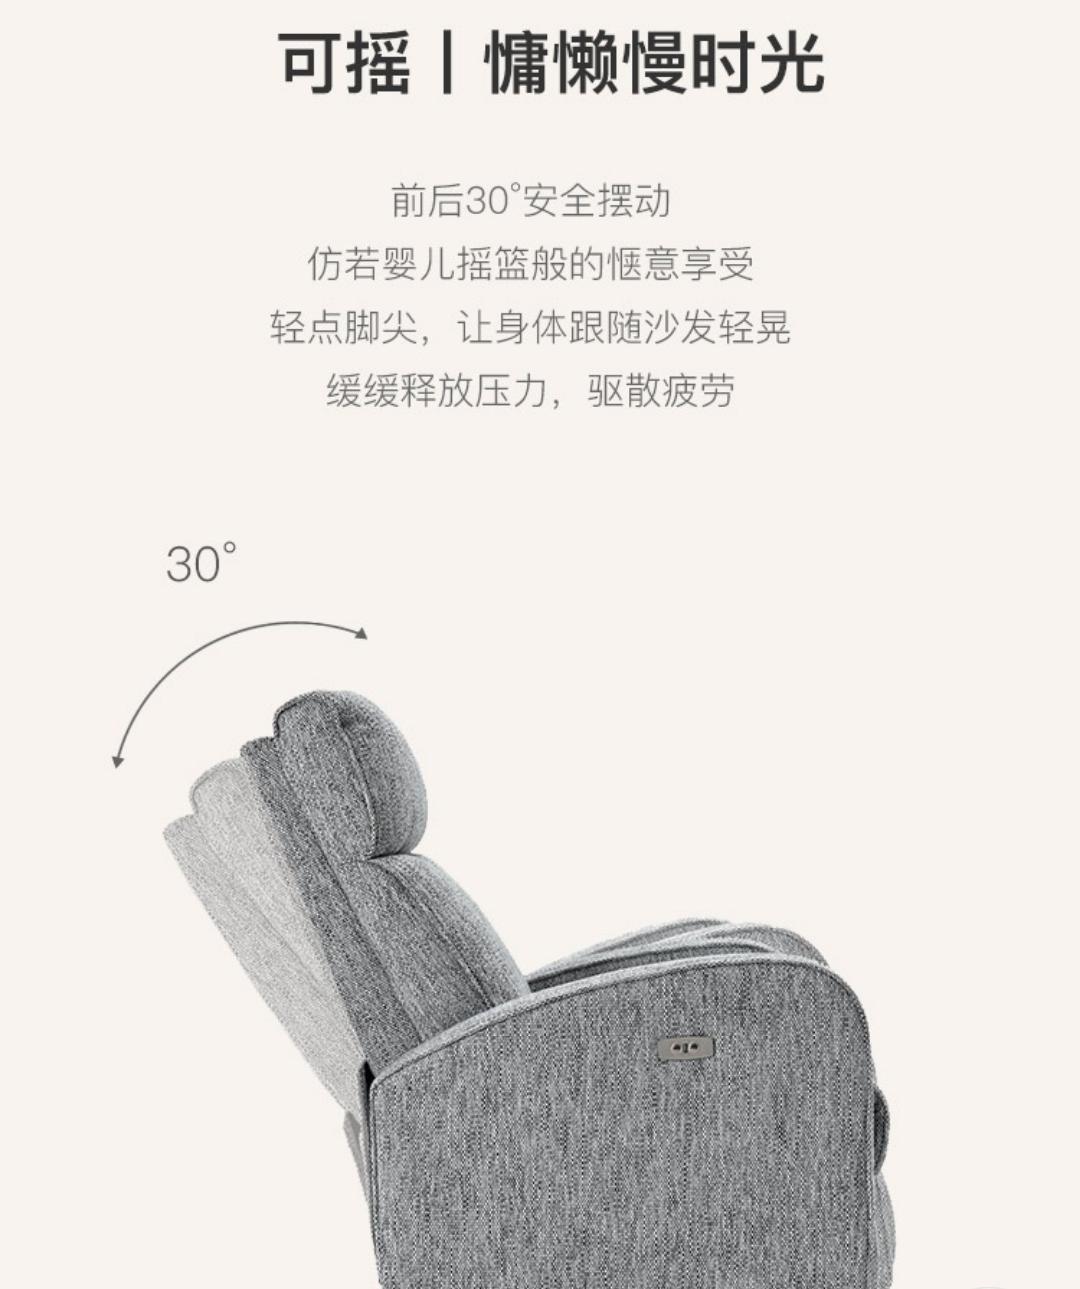 可摇丨慵懒慢时光
前后30°安全摆动
仿若婴儿摇篮般的惬意享受
轻点脚尖，让身体跟随沙发轻晃
缓缓释放压力，驱散疲劳
30°